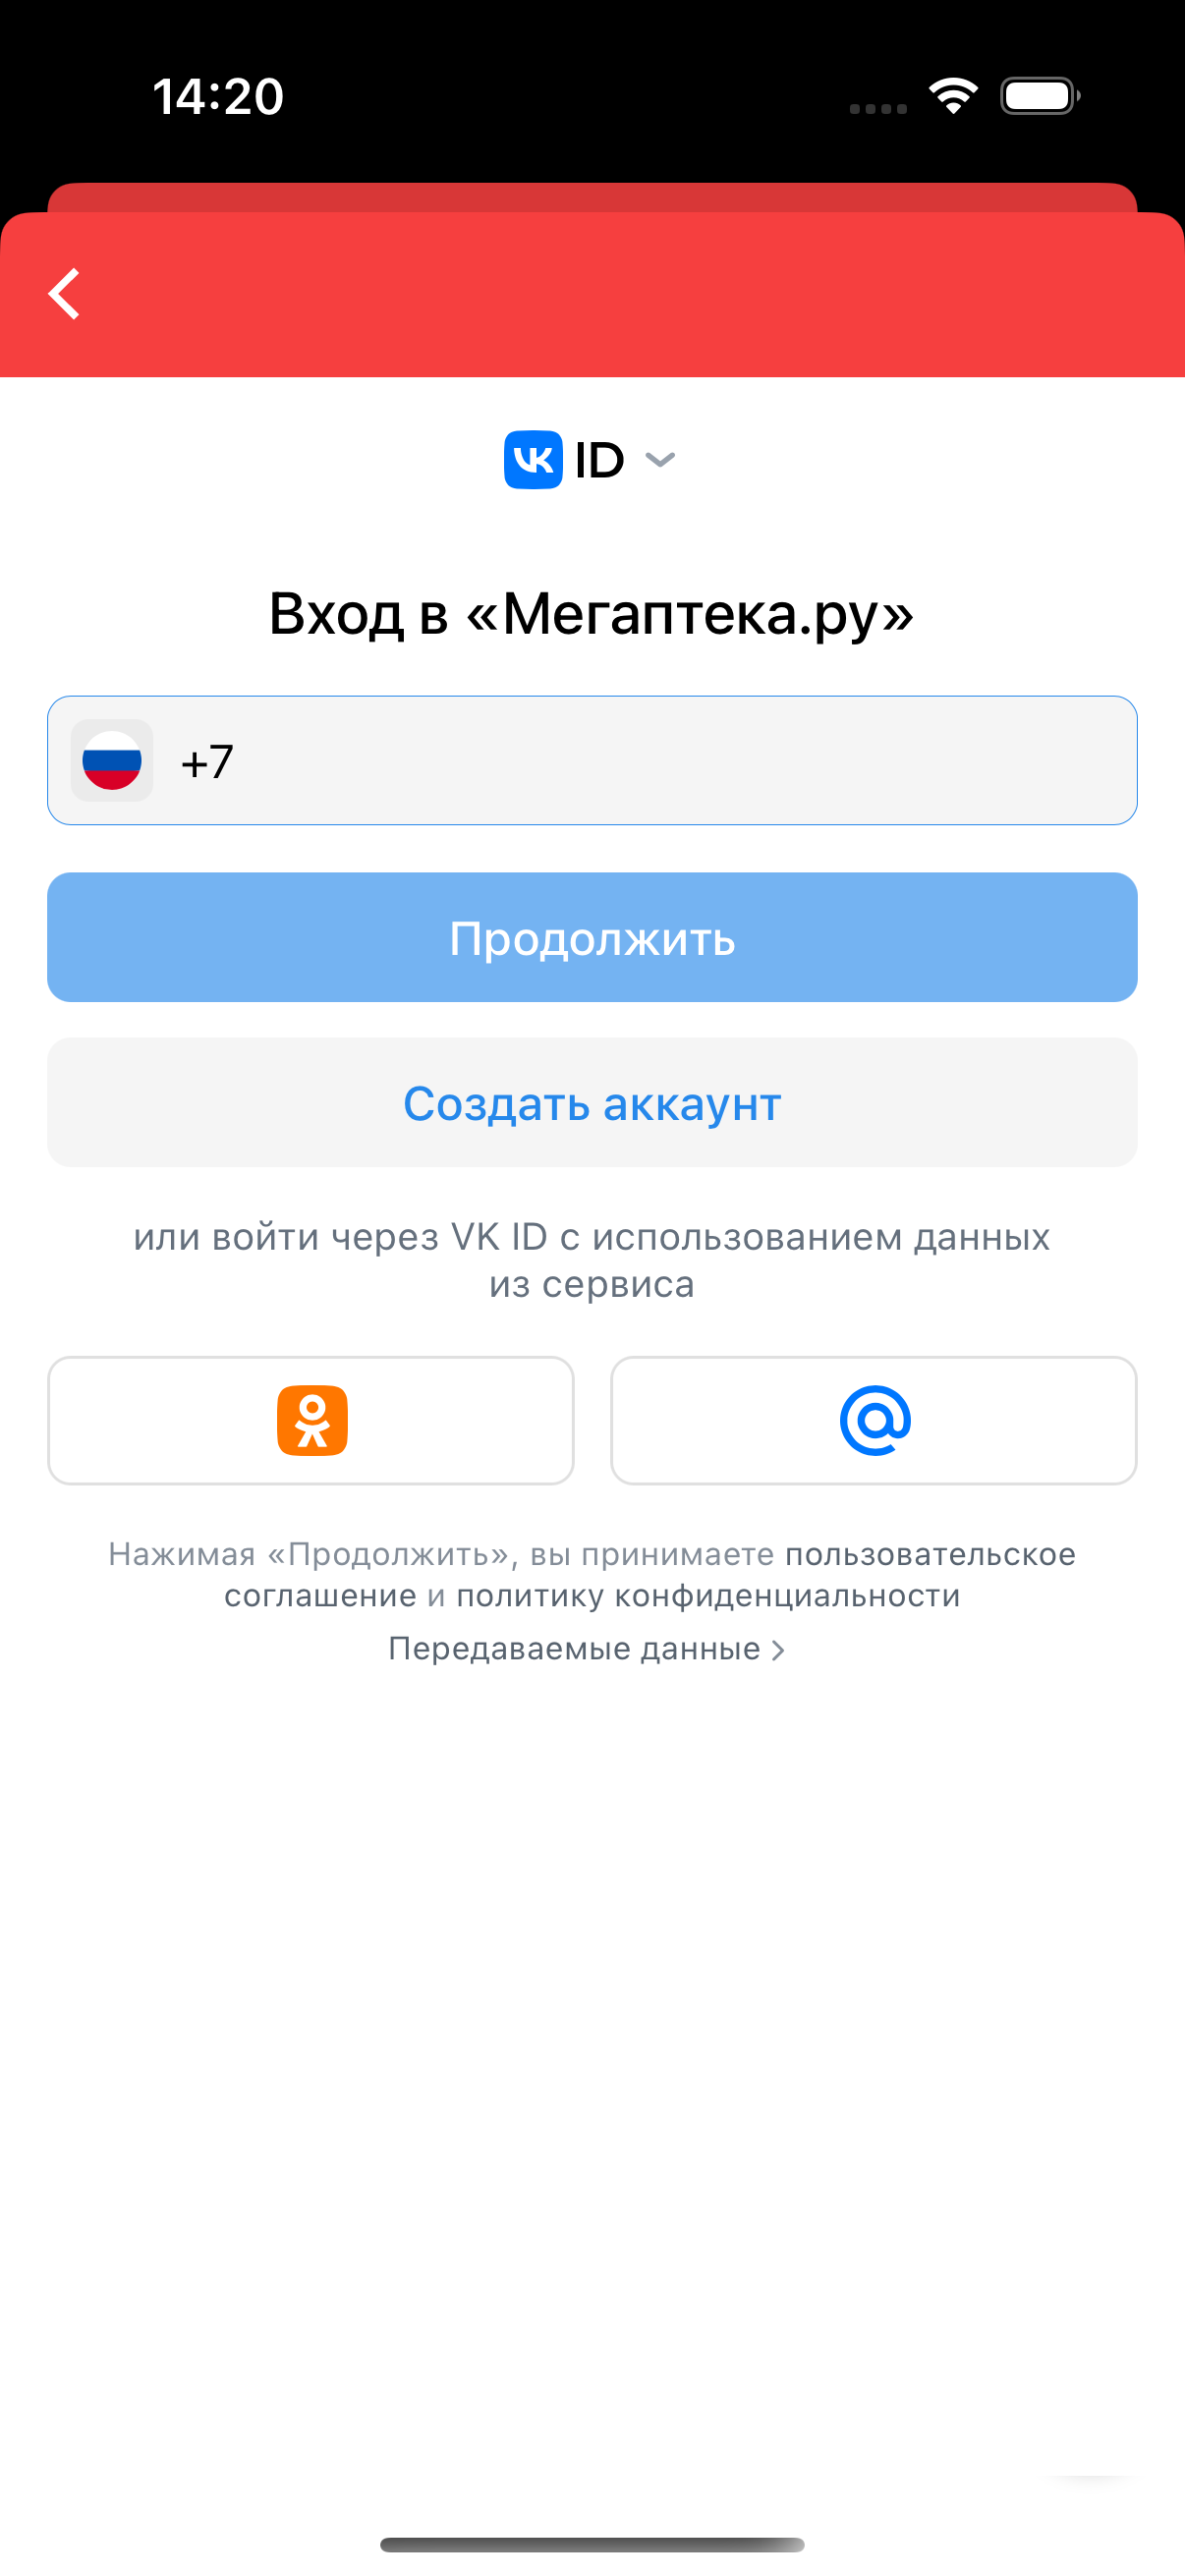 14:20
VK ID
Вход в «Мегаптека.ру»
+7
Продолжить
Создать аккаунт
или войти через VK ID с использованием данных
из сервиса
Нажимая «Продолжить», вы принимаете пользовательское
соглашение и политику конфиденциальности
Передаваемые данные